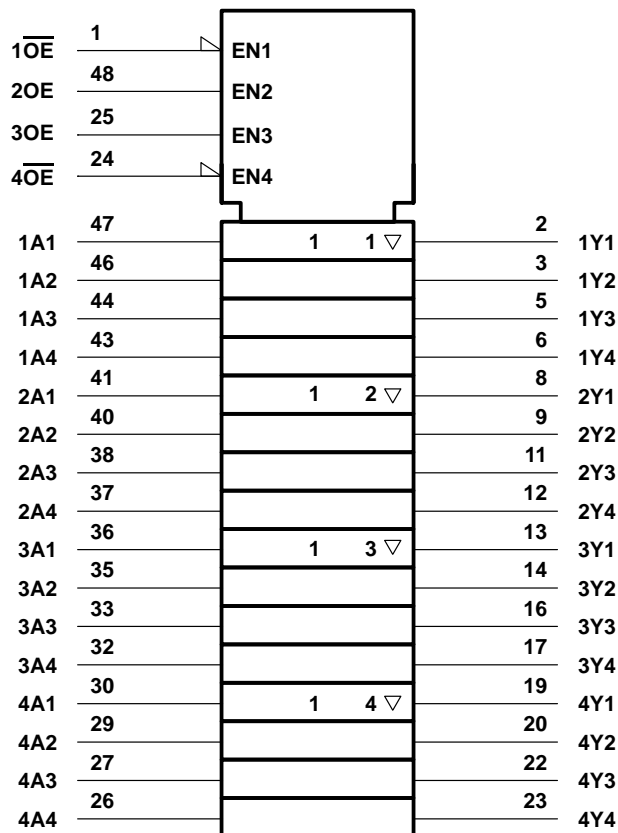 1O̅E̅ 1 EN1
2OE 48 EN2
3OE 25 EN3
4O̅E̅ 24 EN4
1A1 47 1 1 ▽ 2 1Y1
1A2 46 3 1Y2
1A3 44 5 1Y3
1A4 43 6 1Y4
2A1 41 1 2 ▽ 8 2Y1
2A2 40 9 2Y2
2A3 38 11 2Y3
2A4 37 12 2Y4
3A1 36 1 3 ▽ 13 3Y1
3A2 35 14 3Y2
3A3 33 16 3Y3
3A4 32 17 3Y4
4A1 30 1 4 ▽ 19 4Y1
4A2 29 20 4Y2
4A3 27 22 4Y3
4A4 26 23 4Y4